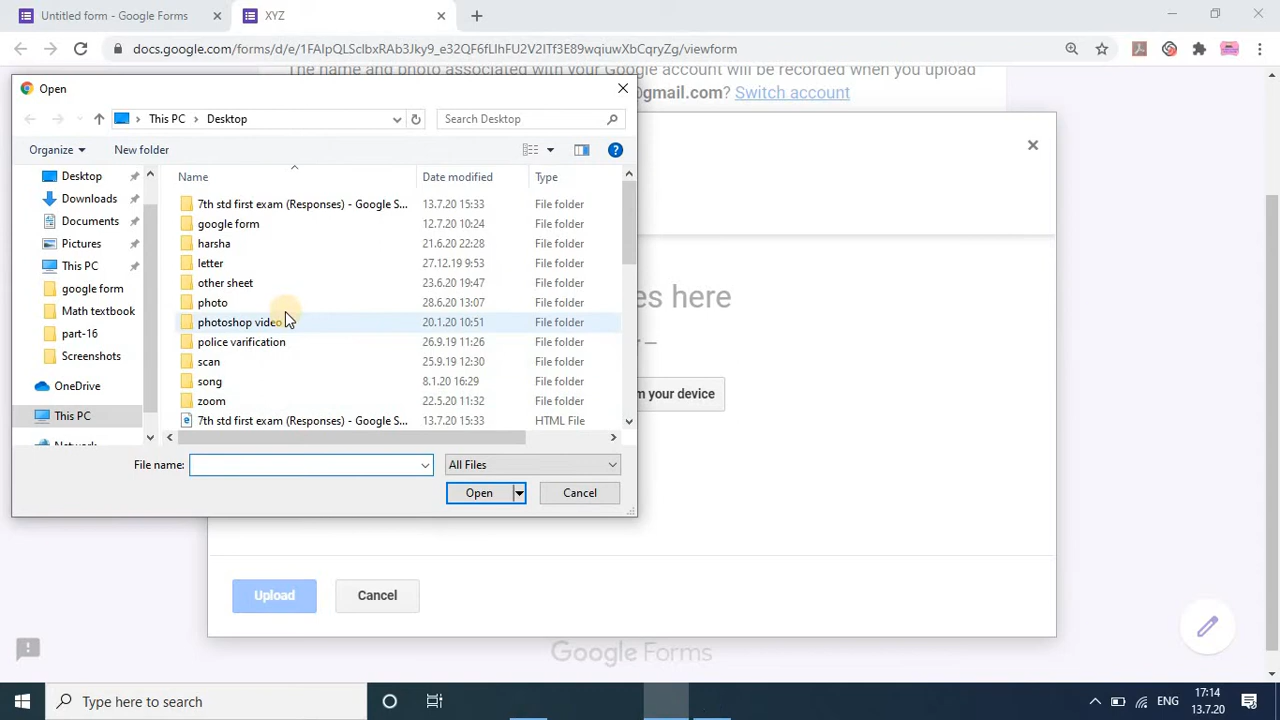 Untitled form - Google Forms
XYZ
docs.google.com/forms/d/e/1FAIpQLSclbxRAb3Jky9_e32QF6fLlhFU2V2ITf3E89wqiuwXbCqryZg/viewform
The name and photo associated with your Google account will be recorded when you upload
@gmail.com? Switch account
Open
This PC > Desktop
Search Desktop
Organize
New folder
Desktop
Downloads
Documents
Pictures
This PC
google form
Math textbook
part-16
Screenshots
OneDrive
This PC
Network
Name Date modified Type
7th std first exam (Responses) - Google S... 13.7.20 15:33 File folder
google form 12.7.20 10:24 File folder
harsha 21.6.20 22:28 File folder
letter 27.12.19 9:53 File folder
other sheet 23.6.20 19:47 File folder
photo 28.6.20 13:07 File folder
photoshop video 20.1.20 10:51 File folder
police varification 26.9.19 11:26 File folder
scan 25.9.19 12:30 File folder
song 8.1.20 16:29 File folder
zoom 22.5.20 11:32 File folder
7th std first exam (Responses) - Google S... 13.7.20 15:33 HTML File
File name:
All Files
Open
Cancel
es here
m your device
Upload
Cancel
Google Forms
Type here to search
ENG
17:14
13.7.20